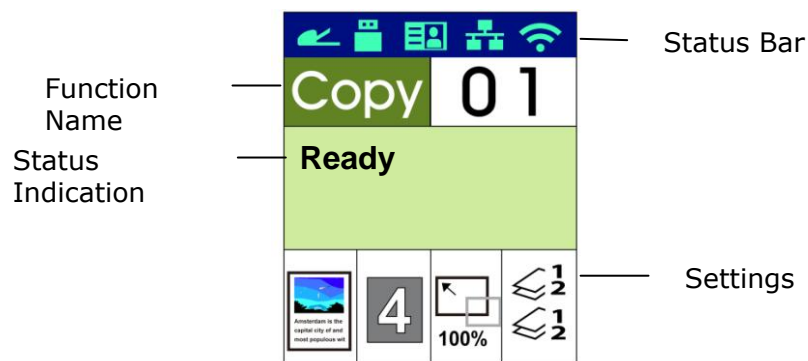 Status Bar
Function
Name
Copy 01
Status
Indication
Ready
Amsterdam is the
capital city of and
most populous wit
4
100%
1
2
1
2
Settings